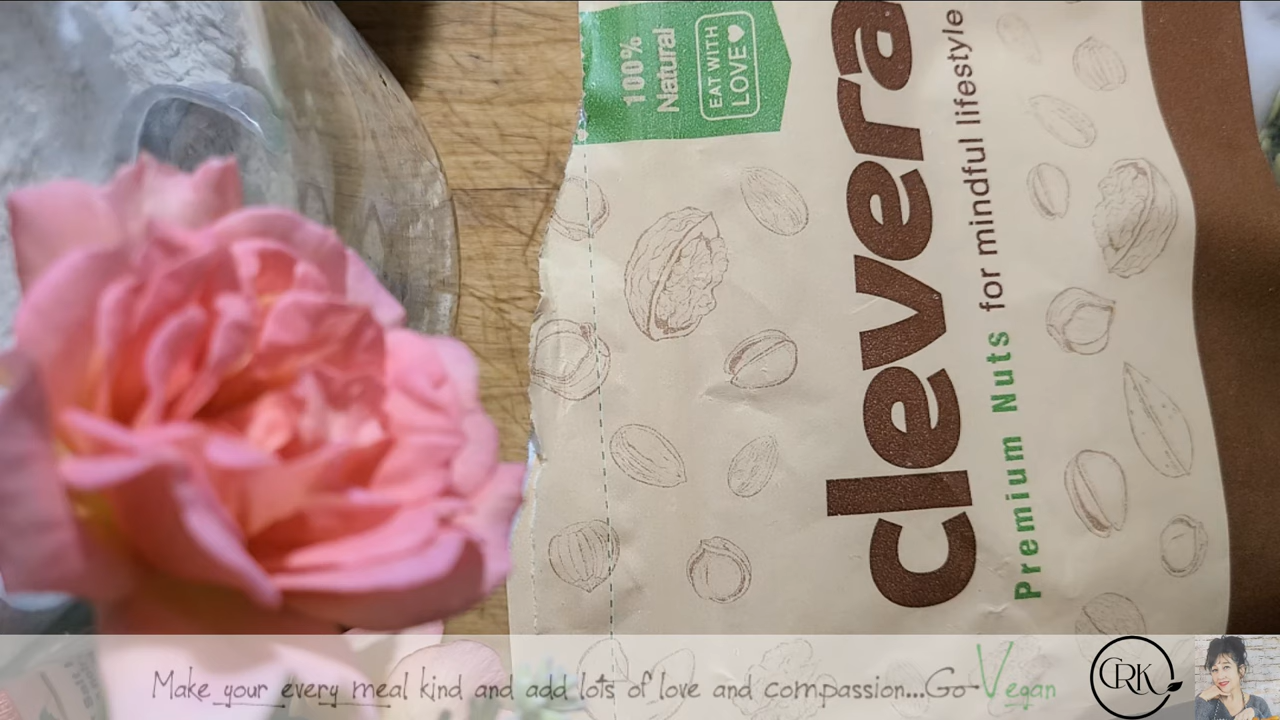 100%
Natural
EAT WITH
LOVE
clevera
for mindful lifestyle
Premium Nuts
Make your every meal kind and add lots of love and compassion...Go Vegan
CRK